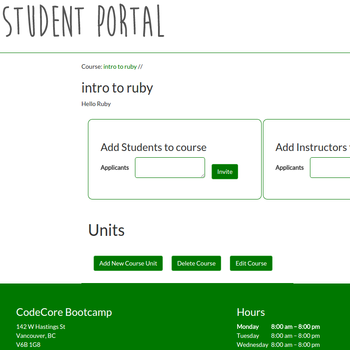 STUDENT PORTAL
Course: intro to ruby //
intro to ruby
Hello Ruby
Add Students to course
Applicants
Invite
Add Instructors
Applicants
Units
Add New Course Unit
Delete Course
Edit Course
CodeCore Bootcamp
142 W Hastings St
Vancouver, BC
V6B 1G8
Hours
Monday 8:00 am – 8:00 pm
Tuesday 8:00 am – 8:00 pm
Wednesday 8:00 am – 8:00 pm